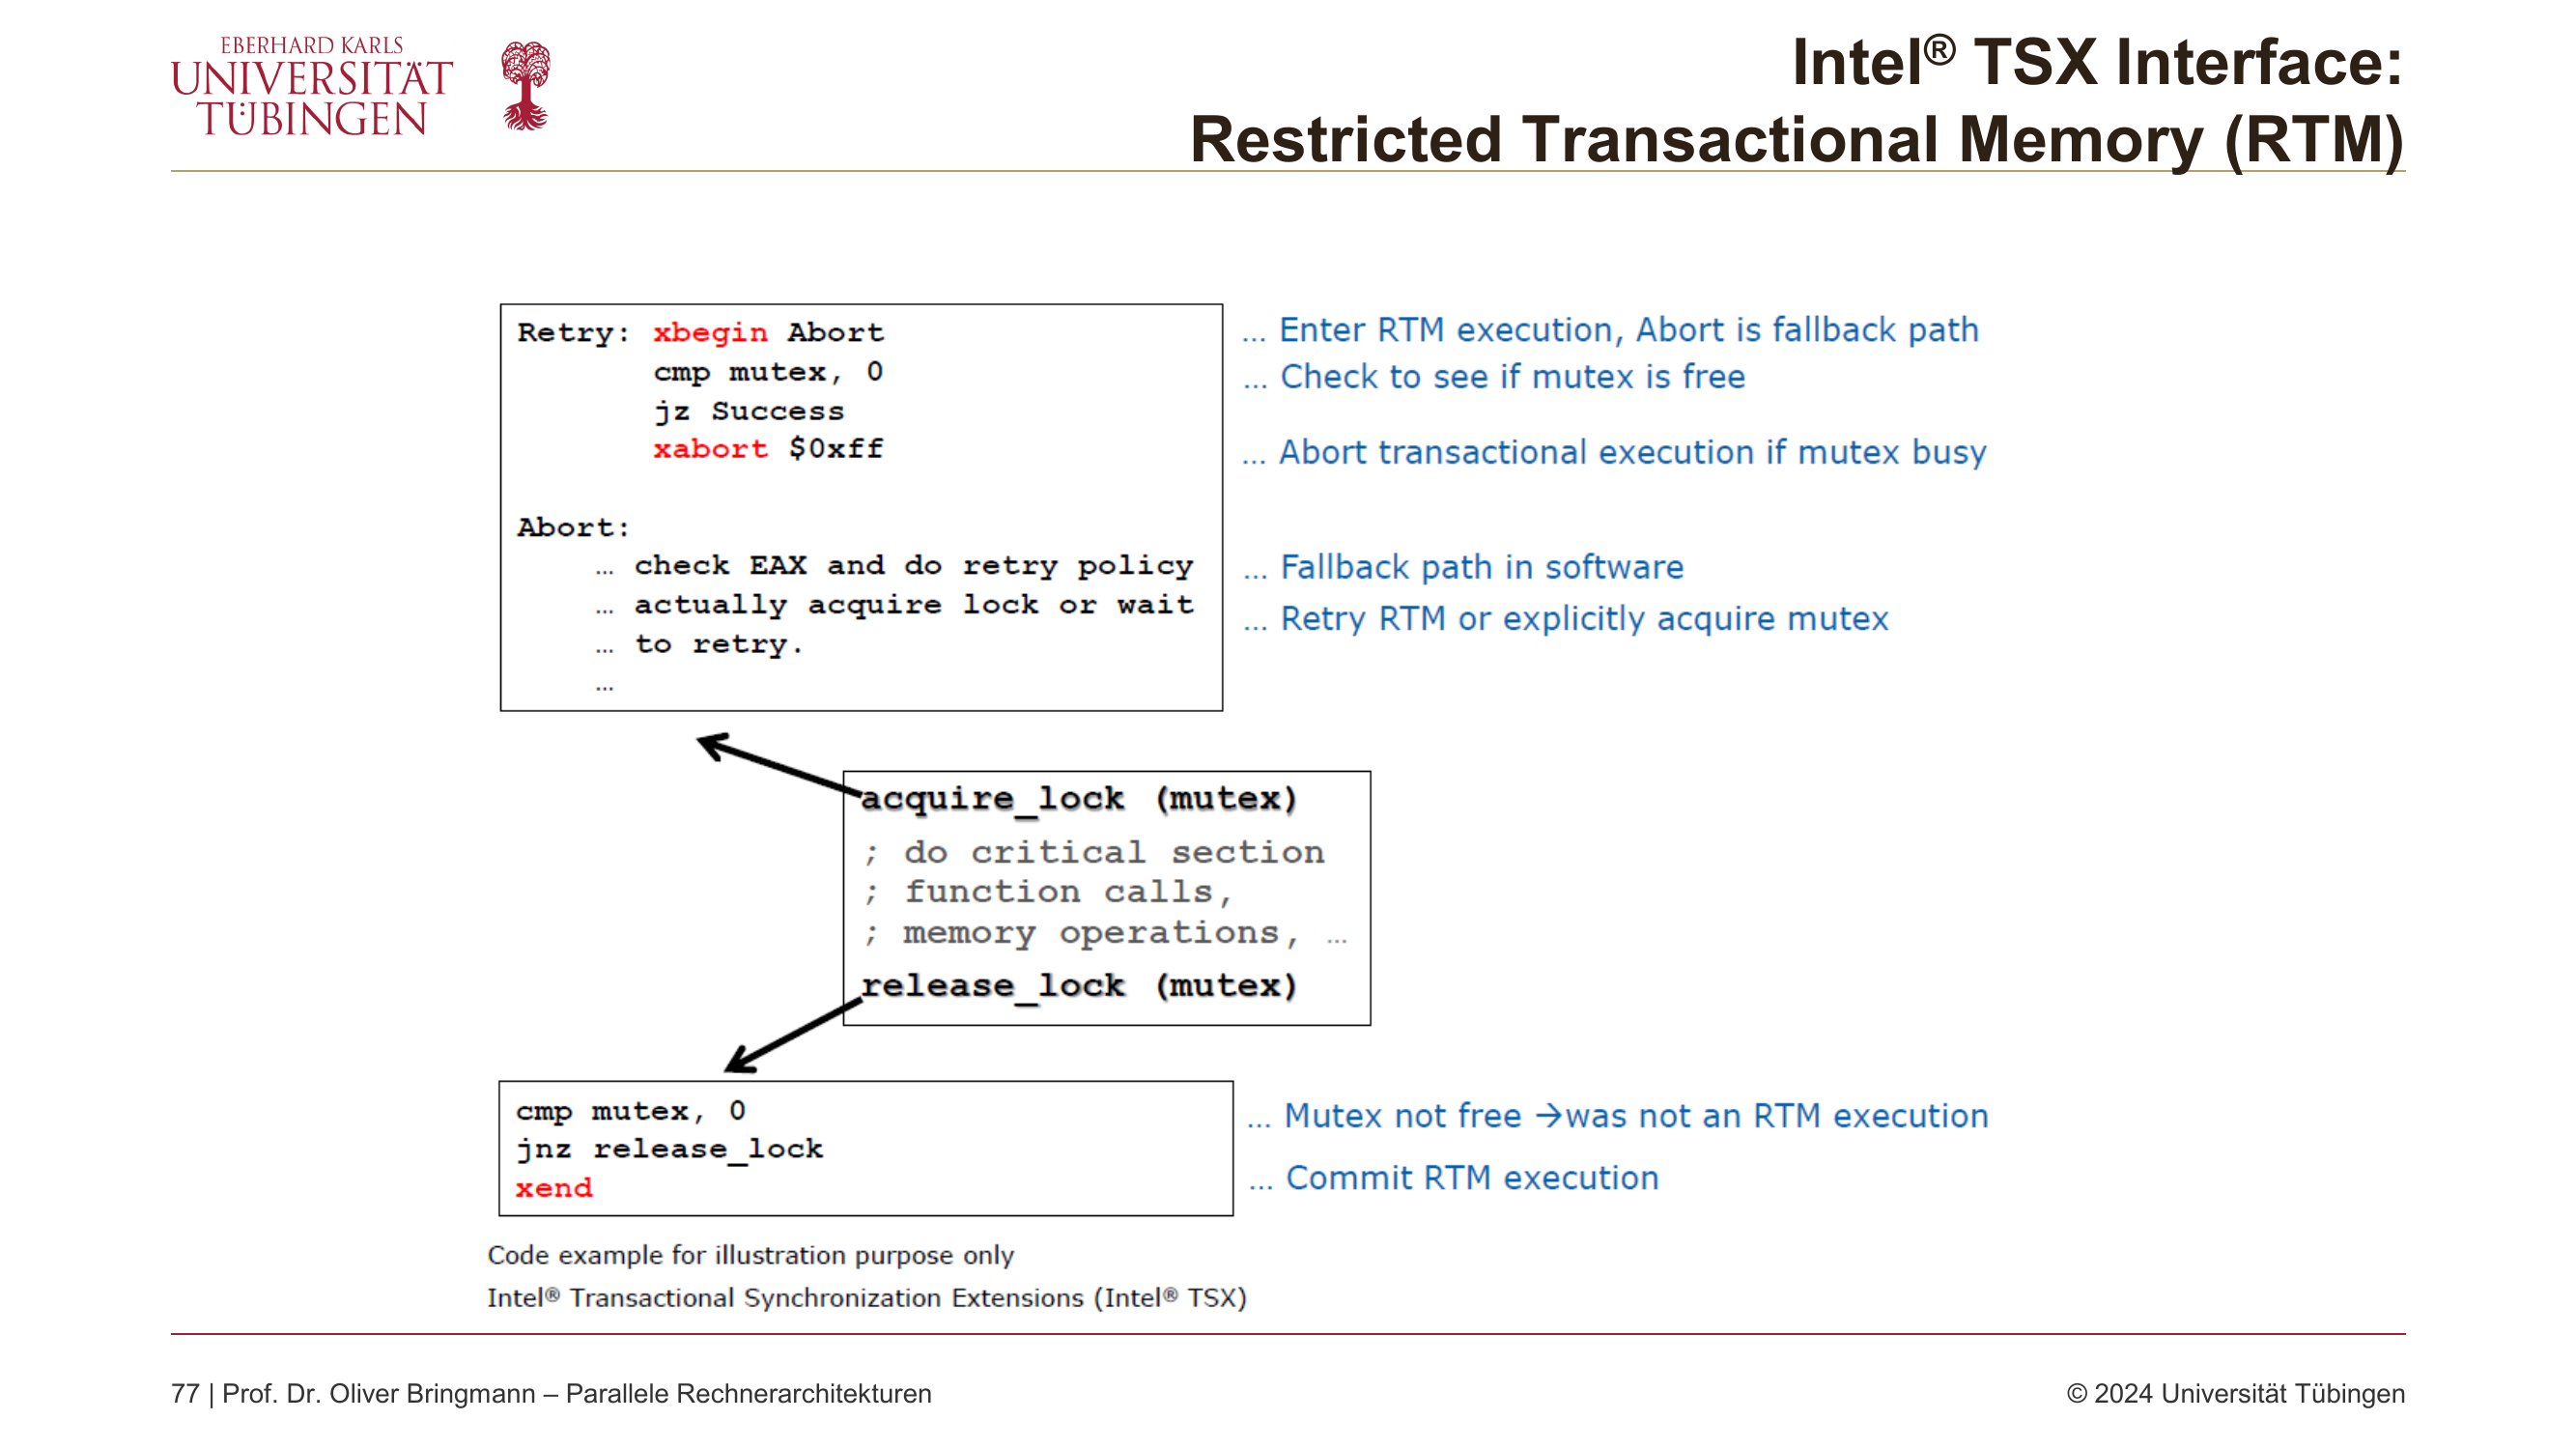 EBERHARD KARLS
UNIVERSITÄT
TÜBINGEN
Intel® TSX Interface:
Restricted Transactional Memory (RTM)
Retry: xbegin Abort
cmp mutex, 0
jz Success
xabort $0xff
Abort:
… check EAX and do retry policy
… actually acquire lock or wait
… to retry.
…
… Enter RTM execution, Abort is fallback path
… Check to see if mutex is free
… Abort transactional execution if mutex busy
… Fallback path in software
… Retry RTM or explicitly acquire mutex
acquire_lock (mutex)
; do critical section
; function calls,
; memory operations, …
release_lock (mutex)
cmp mutex, 0
jnz release_lock
xend
… Mutex not free →was not an RTM execution
… Commit RTM execution
Code example for illustration purpose only
Intel® Transactional Synchronization Extensions (Intel® TSX)
77 | Prof. Dr. Oliver Bringmann – Parallele Rechnerarchitekturen
© 2024 Universität Tübingen